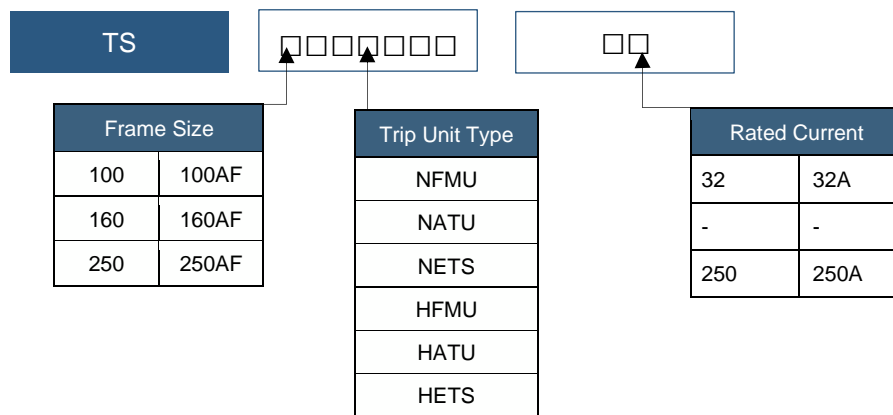 TS □□□□□□□ □□
Frame Size
100 100AF
160 160AF
250 250AF
Trip Unit Type
NFMU
NATU
NETS
HFMU
HATU
HETS
Rated Current
32 32A
- -
250 250A